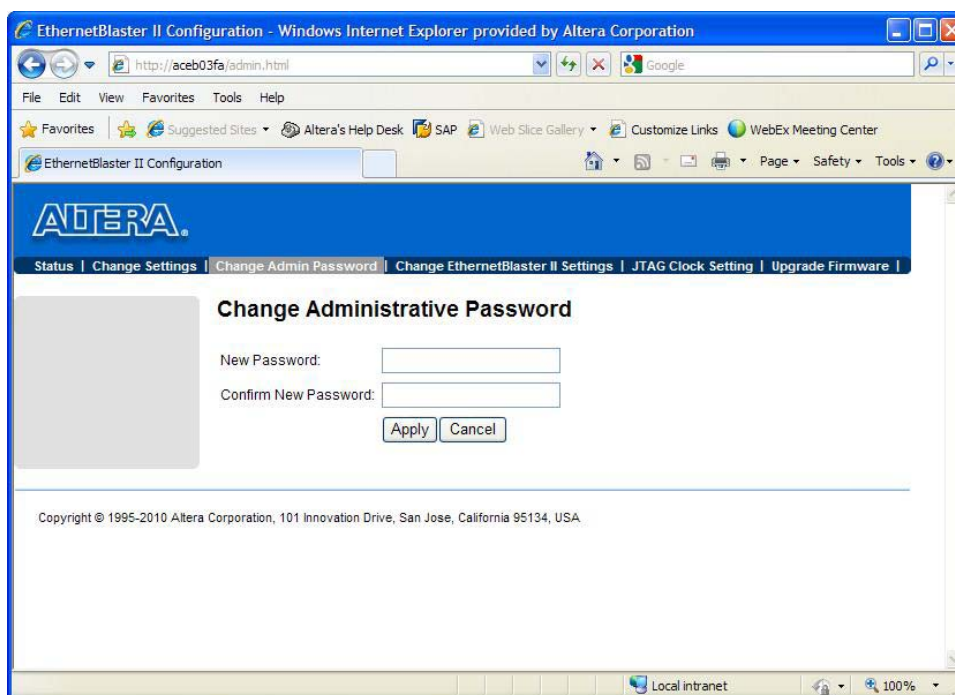 EthernetBlaster II Configuration - Windows Internet Explorer provided by Altera Corporation
http://aceb03fa/admin.html
Google
File Edit View Favorites Tools Help
Favorites Suggested Sites Altera's Help Desk SAP Web Slice Gallery Customize Links WebEx Meeting Center
EthernetBlaster II Configuration
Page Safety Tools
ALTERA.
Status | Change Settings | Change Admin Password | Change EthernetBlaster II Settings | JTAG Clock Setting | Upgrade Firmware |
Change Administrative Password
New Password:
Confirm New Password:
Apply Cancel
Copyright © 1995-2010 Altera Corporation, 101 Innovation Drive, San Jose, California 95134, USA
Local intranet 100%